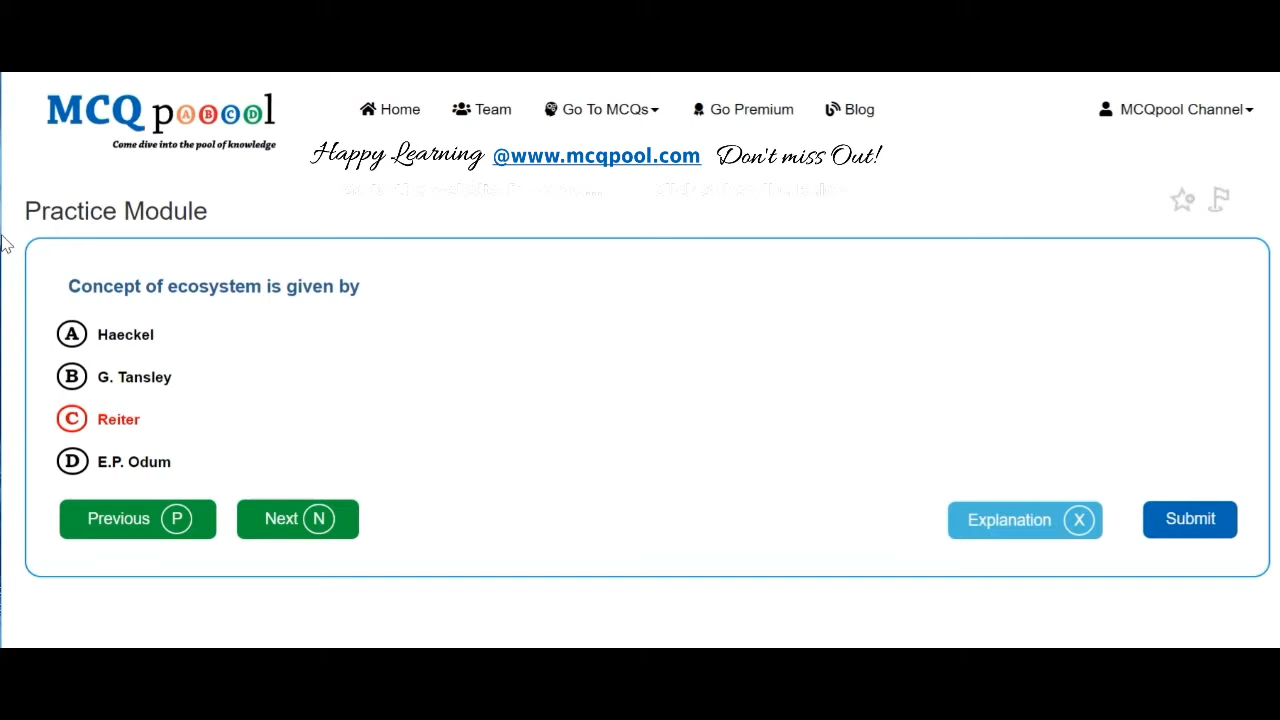 MCQ pABCDl
Come dive into the pool of knowledge
Home Team Go To MCQs Go Premium Blog MCQpool Channel
Happy Learning @www.mcqpool.com Don't miss Out!
Practice Module
Concept of ecosystem is given by
A Haeckel
B G. Tansley
C Reiter
D E.P. Odum
Previous P Next N Explanation X Submit